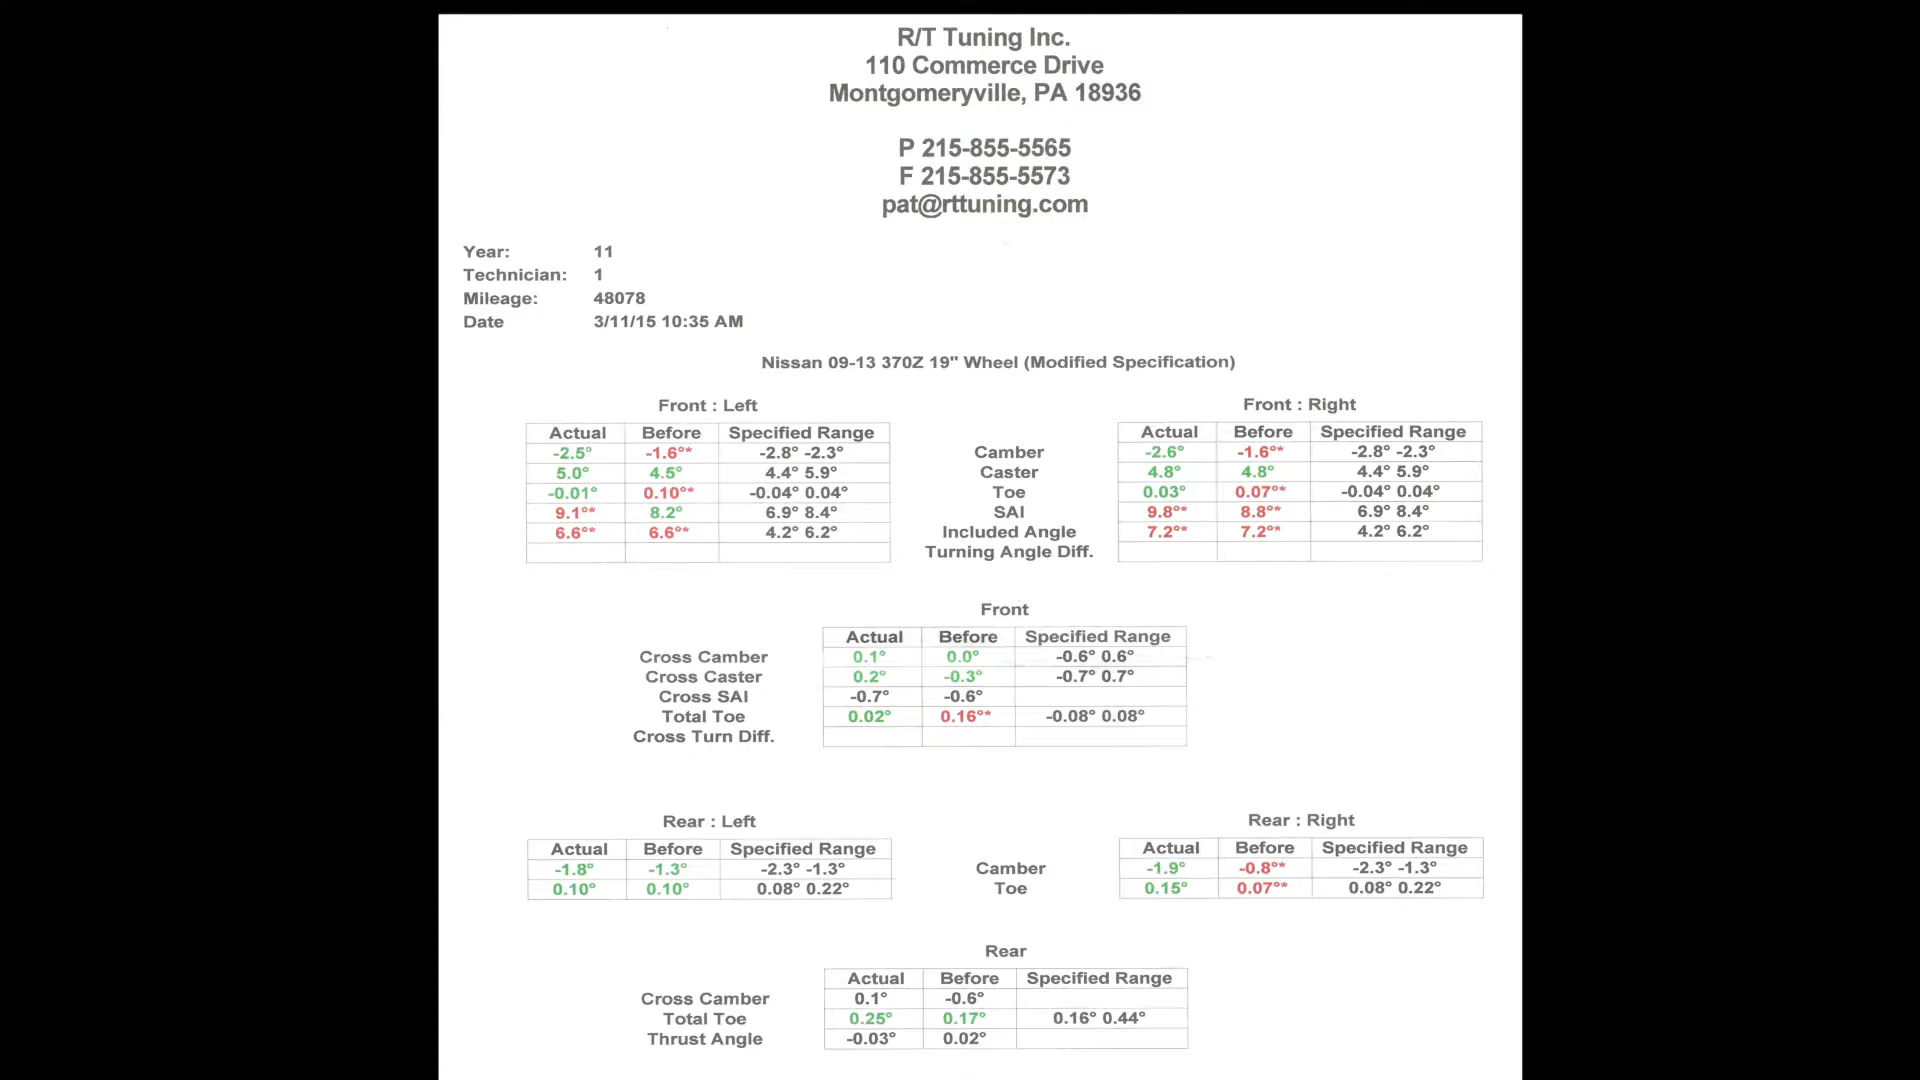 R/T Tuning Inc.
110 Commerce Drive
Montgomeryville, PA 18936
P 215-855-5565
F 215-855-5573
pat@rttuning.com
Year: 11
Technician: 1
Mileage: 48078
Date 3/11/15 10:35 AM
Nissan 09-13 370Z 19" Wheel (Modified Specification)
Front : Left Front : Right
Actual Before Specified Range Actual Before Specified Range
-2.5° -1.6°* -2.8° -2.3° Camber -2.6° -1.6°* -2.8° -2.3°
5.0° 4.5° 4.4° 5.9° Caster 4.8° 4.8° 4.4° 5.9°
-0.01° 0.10°* -0.04° 0.04° Toe 0.03° 0.07°* -0.04° 0.04°
9.1°* 8.2° 6.9° 8.4° SAI 9.8°* 8.8°* 6.9° 8.4°
6.6°* 6.6°* 4.2° 6.2° Included Angle 7.2°* 7.2°* 4.2° 6.2°
Turning Angle Diff.
Front
Actual Before Specified Range
Cross Camber 0.1° 0.0° -0.6° 0.6°
Cross Caster 0.2° -0.3° -0.7° 0.7°
Cross SAI -0.7° -0.6°
Total Toe 0.02° 0.16°* -0.08° 0.08°
Cross Turn Diff.
Rear : Left Rear : Right
Actual Before Specified Range Actual Before Specified Range
-1.8° -1.3° -2.3° -1.3° Camber -1.9° -0.8°* -2.3° -1.3°
0.10° 0.10° 0.08° 0.22° Toe 0.15° 0.07°* 0.08° 0.22°
Rear
Actual Before Specified Range
Cross Camber 0.1° -0.6°
Total Toe 0.25° 0.17° 0.16° 0.44°
Thrust Angle -0.03° 0.02°